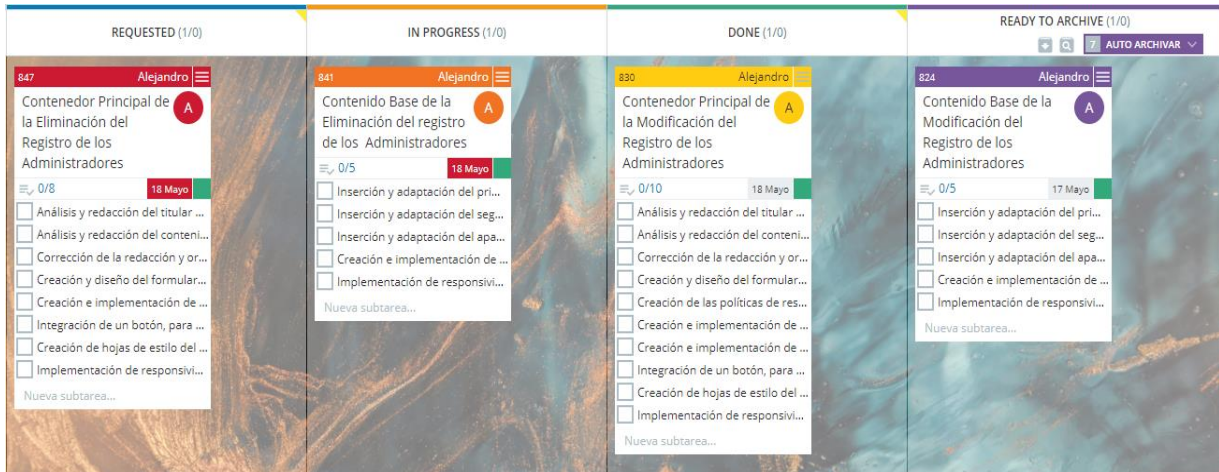 REQUESTED (1/0)
847 Alejandro
Contenedor Principal de
la Eliminación del
Registro de los
Administradores
A
0/8 18 Mayo
Análisis y redacción del titular ...
Análisis y redacción del conteni...
Corrección de la redacción y or...
Creación y diseño del formular...
Creación e implementación de ...
Integración de un botón, para ...
Creación de hojas de estilo del ...
Implementación de responsivi...
Nueva subtarea...
IN PROGRESS (1/0)
841 Alejandro
Contenido Base de la
Eliminación del registro
de los Administradores
A
0/5 18 Mayo
Inserción y adaptación del pri...
Inserción y adaptación del seg...
Inserción y adaptación del apa...
Creación e implementación de ...
Implementación de responsivi...
Nueva subtarea...
DONE (1/0)
830 Alejandro
Contenedor Principal de
la Modificación del
Registro de los
Administradores
A
0/10 18 Mayo
Análisis y redacción del titular ...
Análisis y redacción del conteni...
Corrección de la redacción y or...
Creación y diseño del formular...
Creación de las políticas de res...
Creación e implementación de ...
Creación e implementación de ...
Integración de un botón, para ...
Creación de hojas de estilo del ...
Implementación de responsivi...
Nueva subtarea...
READY TO ARCHIVE (1/0)
7 AUTO ARCHIVAR
824 Alejandro
Contenido Base de la
Modificación del
Registro de los
Administradores
A
0/5 17 Mayo
Inserción y adaptación del pri...
Inserción y adaptación del seg...
Inserción y adaptación del apa...
Creación e implementación de ...
Implementación de responsivi...
Nueva subtarea...